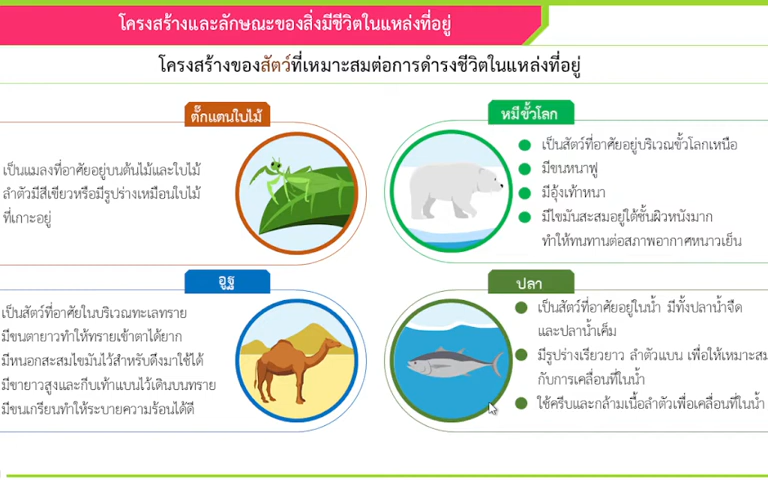 โครงสร้างและลักษณะของสิ่งมีชีวิตในแหล่งที่อยู่
โครงสร้างของสัตว์ที่เหมาะสมต่อการดำรงชีวิตในแหล่งที่อยู่
ตั๊กแตนใบไม้
เป็นแมลงที่อาศัยอยู่บนต้นไม้และใบไม้
ลำตัวมีสีเขียวหรือมีรูปร่างเหมือนใบไม้
ที่เกาะอยู่
หมีขั้วโลก
เป็นสัตว์ที่อาศัยอยู่บริเวณขั้วโลกเหนือ
มีขนหนาฟู
มีอุ้งเท้าหนา
มีไขมันสะสมอยู่ใต้ชั้นผิวหนังมาก
ทำให้ทนทานต่อสภาพอากาศหนาวเย็น
อูฐ
เป็นสัตว์ที่อาศัยในบริเวณทะเลทราย
มีขนตายาวทำให้ทรายเข้าตาได้ยาก
มีหนอกสะสมไขมันไว้สำหรับดึงมาใช้ได้
มีขายาวสูงและกีบเท้าแบนไว้เดินบนทราย
มีขนเกรียนทำให้ระบายความร้อนได้ดี
ปลา
เป็นสัตว์ที่อาศัยอยู่ในน้ำ มีทั้งปลาน้ำจืด
และปลาน้ำเค็ม
มีรูปร่างเรียวยาว ลำตัวแบน เพื่อให้เหมาะสม
กับการเคลื่อนที่ในน้ำ
ใช้ครีบและกล้ามเนื้อลำตัวเพื่อเคลื่อนที่ในน้ำ